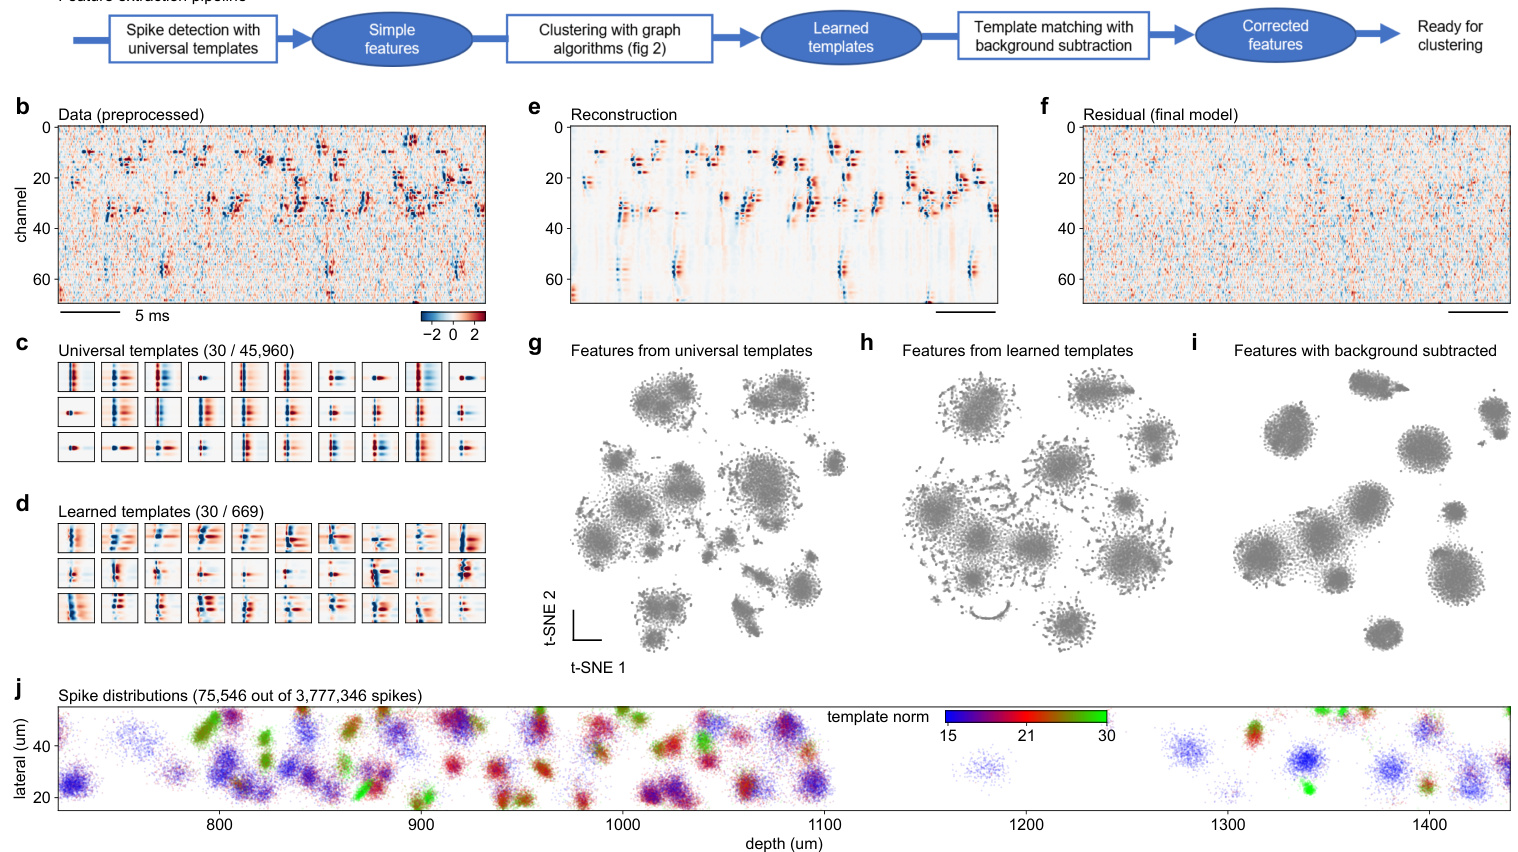 Feature extraction pipeline
Spike detection with
universal templates
Simple
features
Clustering with graph
algorithms (fig 2)
Learned
templates
Template matching with
background subtraction
Corrected
features
Ready for
clustering
b Data (preprocessed)
0
20
40
60
channel
5 ms
−2 0 2
e Reconstruction
0
20
40
60
f Residual (final model)
0
20
40
60
c Universal templates (30 / 45,960)
d Learned templates (30 / 669)
g Features from universal templates
t-SNE 2
t-SNE 1
h Features from learned templates
i Features with background subtracted
j Spike distributions (75,546 out of 3,777,346 spikes)
template norm
15 21 30
lateral (um)
40
20
800 900 1000 1100 1200 1300 1400
depth (um)